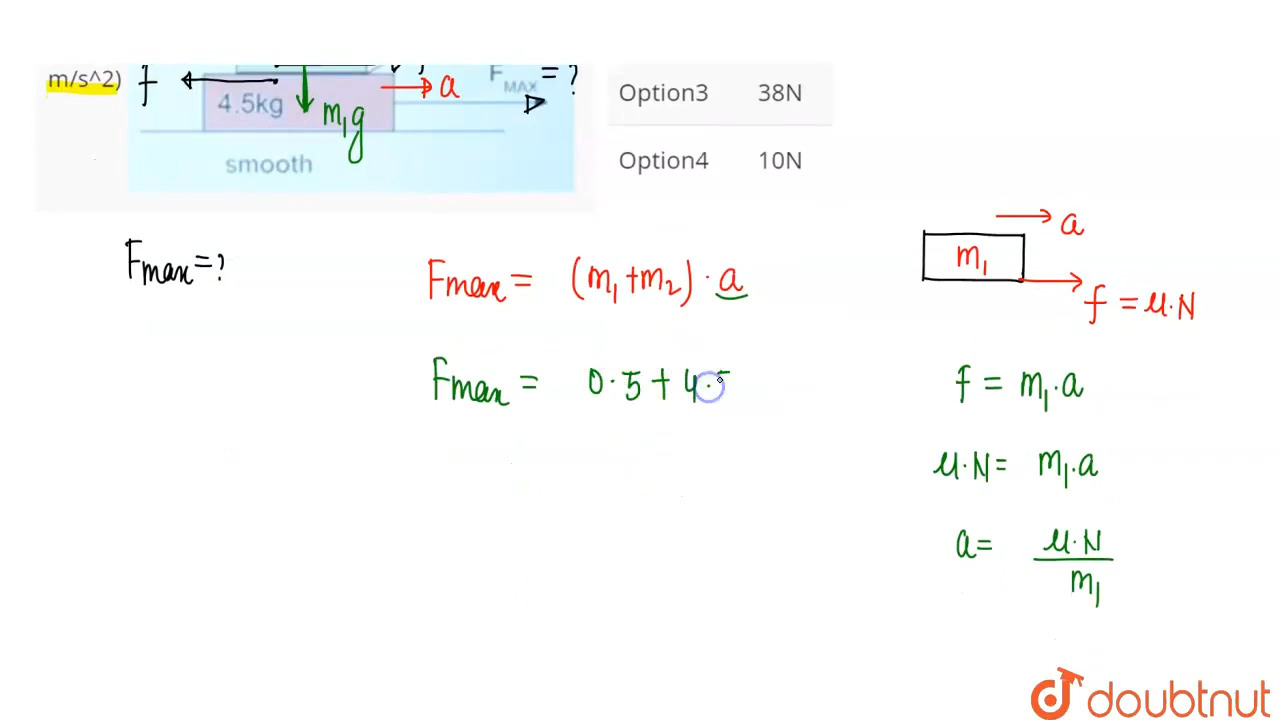 m/s^2) f
F MAX = ?
a
4.5kg
m₁g
smooth
Option3 38N
Option4 10N
Fmax = ?
Fmax = (m₁ + m₂) · a
Fmax = 0.5 + 4.5
a
m₁
f = μ.N
f = m₁.a
μ.N = m₁.a
a = μ.N
m₁
doubtnut